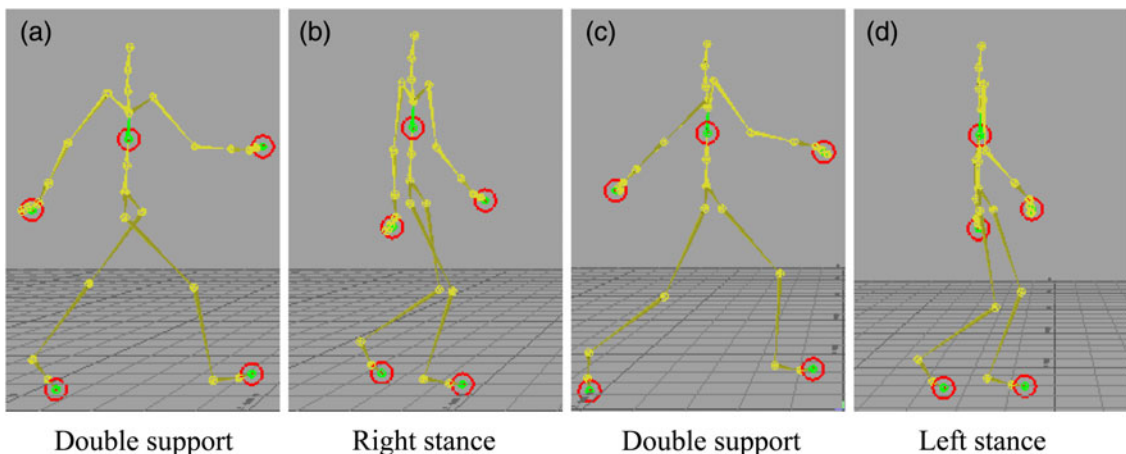 (a)
(b)
(c)
(d)
Double support
Right stance
Double support
Left stance